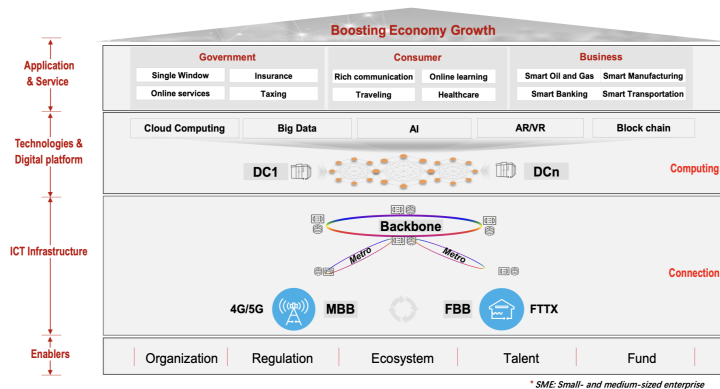 Boosting Economy Growth
Application
& Service
Government
Single Window
Insurance
Online services
Taxing
Consumer
Rich communication
Online learning
Traveling
Healthcare
Business
Smart Oil and Gas
Smart Manufacturing
Smart Banking
Smart Transportation
Technologies &
Digital platform
Cloud Computing
Big Data
AI
AR/VR
Block chain
DC1
DCn
Computing
ICT Infrastructure
Backbone
Metro
Metro
Connection
4G/5G
MBB
FBB
FTTX
Enablers
Organization
Regulation
Ecosystem
Talent
Fund
* SME: Small- and medium-sized enterprise